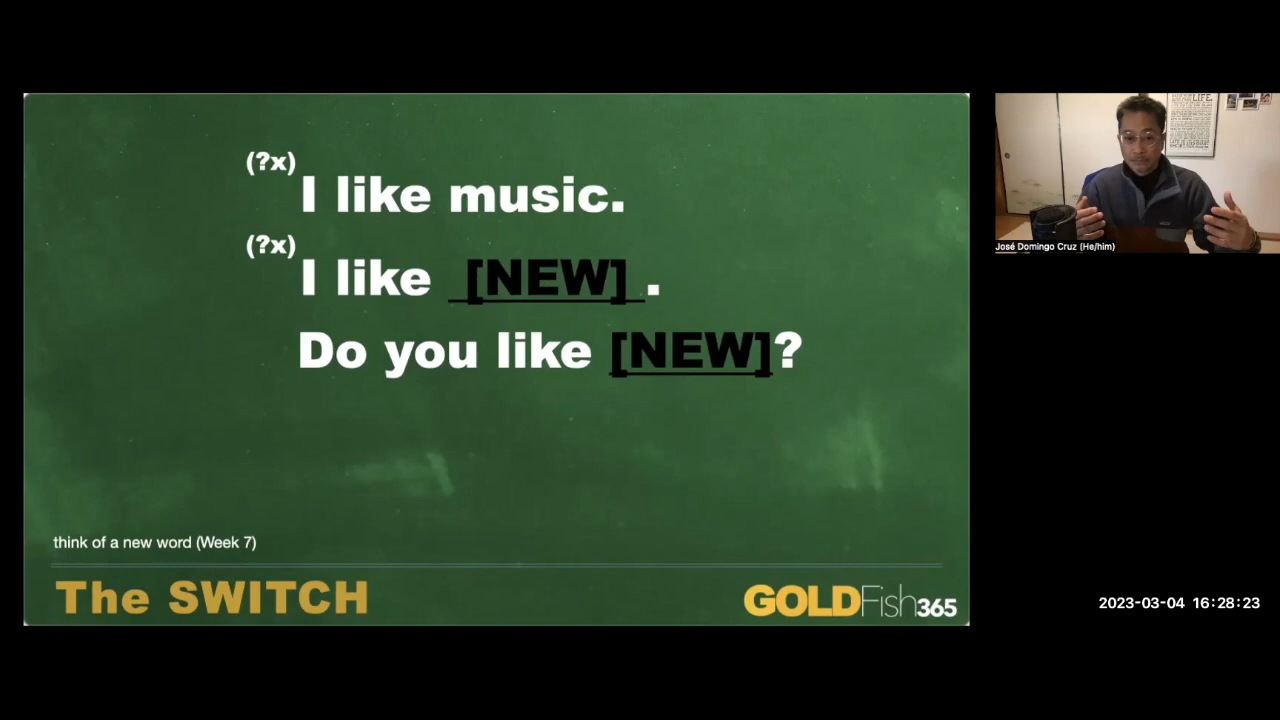 (?x)
I like music.
(?x)
I like [NEW] .
Do you like [NEW]?
think of a new word (Week 7)
The SWITCH
GOLDFish365
LIFE.
José Domingo Cruz (He/him)
2023-03-04 16:28:23